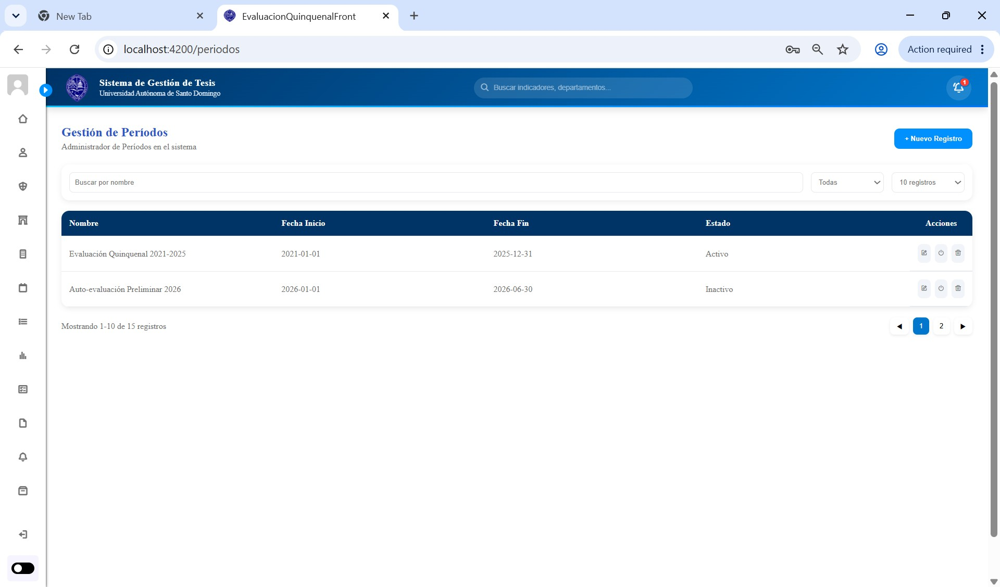 New Tab
EvaluacionQuinquenalFront
localhost:4200/periodos
Action required
Sistema de Gestión de Tesis
Universidad Autónoma de Santo Domingo
Buscar indicadores, departamentos...
1
Gestión de Períodos
Administrador de Períodos en el sistema
+ Nuevo Registro
Buscar por nombre
Todas
10 registros
Nombre Fecha Inicio Fecha Fin Estado Acciones
Evaluación Quinquenal 2021-2025 2021-01-01 2025-12-31 Activo
Auto-evaluación Preliminar 2026 2026-01-01 2026-06-30 Inactivo
Mostrando 1-10 de 15 registros
1 2